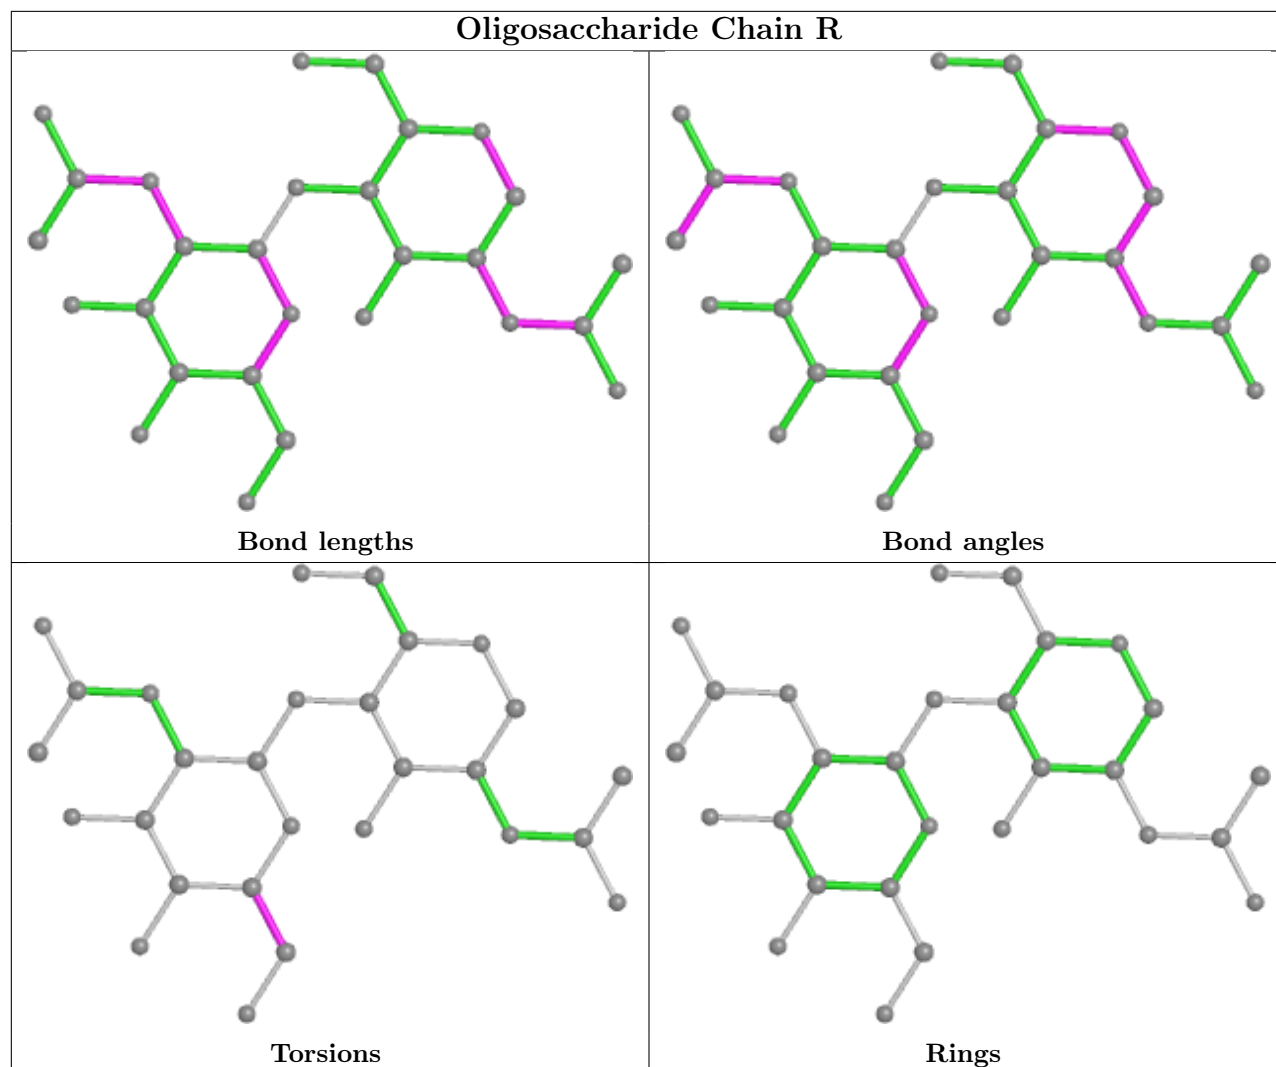 Oligosaccharide Chain R
Bond lengths
Bond angles
Torsions
Rings